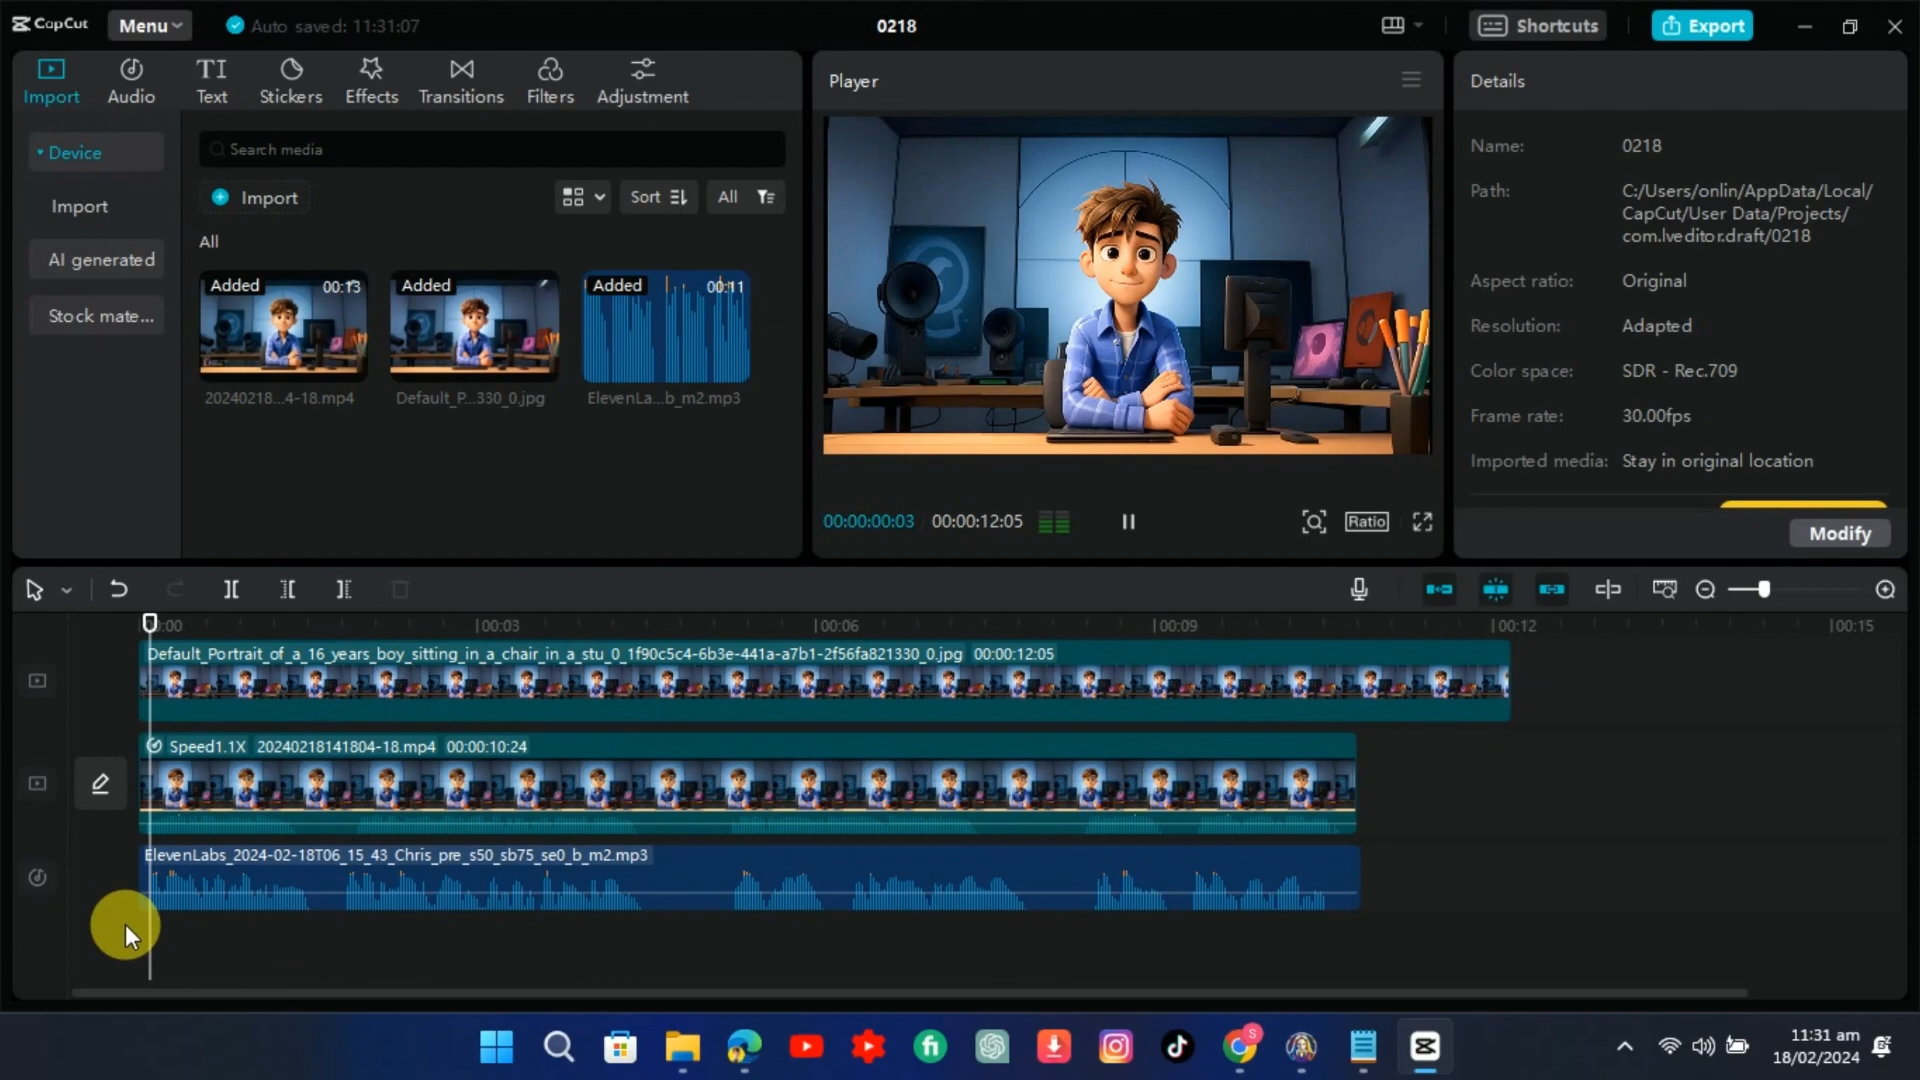 CapCut
Menu
Auto saved: 11:31:07
0218
Shortcuts
Export
Import
Audio
TI
Text
Stickers
Effects
Transitions
Filters
Adjustment
Player
Details
Device
Import
AI generated
Stock mate...
Search media
Import
Sort
All
All
Added
00:13
20240218...4-18.mp4
Added
Default_P...330_0.jpg
Added
00:11
ElevenLa...b_m2.mp3
00:00:00:03
00:00:12:05
Ratio
Name:
0218
Path:
C:/Users/onlin/AppData/Local/
CapCut/User Data/Projects/
com.lveditor.draft/0218
Aspect ratio:
Original
Resolution:
Adapted
Color space:
SDR - Rec.709
Frame rate:
30.00fps
Imported media:
Stay in original location
Modify
00:00
00:03
00:06
00:09
00:12
00:15
Default_Portrait_of_a_16_years_boy_sitting_in_a_chair_in_a_stu_0_1f90c5c4-6b3e-441a-a7b1-2f56fa821330_0.jpg 00:00:12:05
Speed1.1X 20240218141804-18.mp4 00:00:10:24
ElevenLabs_2024-02-18T06_15_43_Chris_pre_s50_sb75_se0_b_m2.mp3
fi
S
11:31 am
18/02/2024